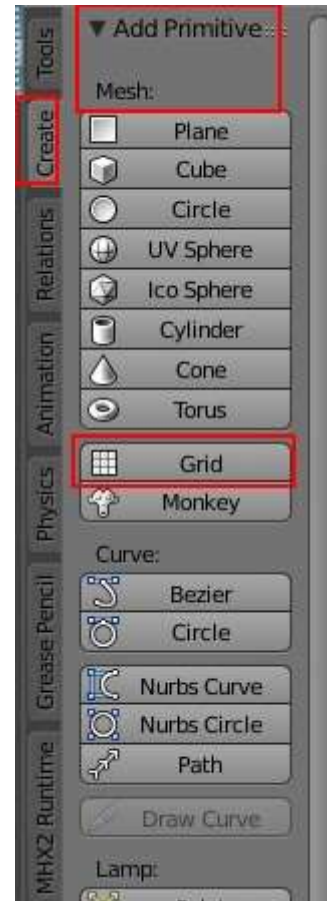 Tools
Create
Relations
Animation
Physics
Grease Pencil
MHX2 Runtime
Add Primitive
Mesh:
Plane
Cube
Circle
UV Sphere
Ico Sphere
Cylinder
Cone
Torus
Grid
Monkey
Curve:
Bezier
Circle
Nurbs Curve
Nurbs Circle
Path
Draw Curve
Lamp: